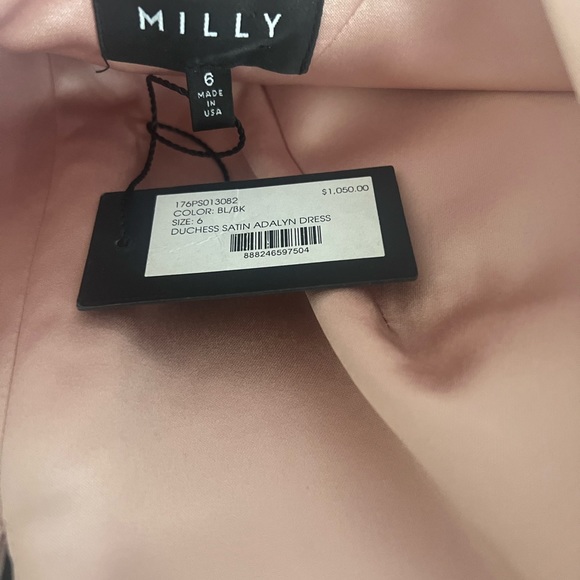 MILLY
6
MADE
IN
USA
176PS013082 $1,050.00
COLOR: BL/BK
SIZE: 6
DUCHESS SATIN ADALYN DRESS
888246597504